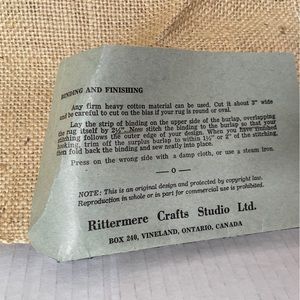 BINDING AND FINISHING
Any firm heavy cotton material can be used. Cut it about 3" wide
and be careful to cut on the bias if your rug is round or oval.
Lay the strip of binding on the upper side of the burlap, overlapping
the rug itself by 2½". Now stitch the binding to the burlap so that your
stitching follows the outer edge of your design. When you have finished
hooking, trim off the surplus burlap to within 1½" or 2" of the stitching,
then fold back the binding and sew neatly into place.
Press on the wrong side with a damp cloth, or use a steam iron.
— o —
NOTE: This is an original design and protected by copyright law.
Reproduction in whole or is part for commercial use is prohibited.
Rittermere Crafts Studio Ltd.
BOX 240, VINELAND, ONTARIO, CANADA